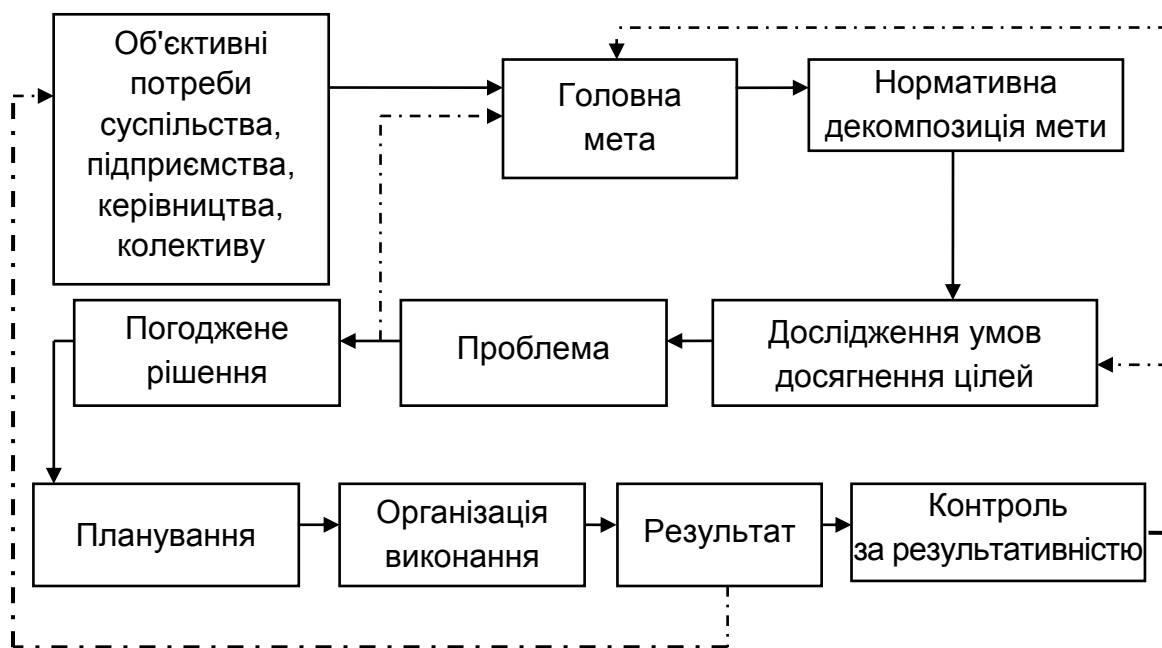 Об'єктивні
потреби
суспільства,
підприємства,
керівництва,
колективу
Головна
мета
Нормативна
декомпозиція мети
Погоджене
рішення
Проблема
Дослідження умов
досягнення цілей
Планування
Організація
виконання
Результат
Контроль
за результативністю